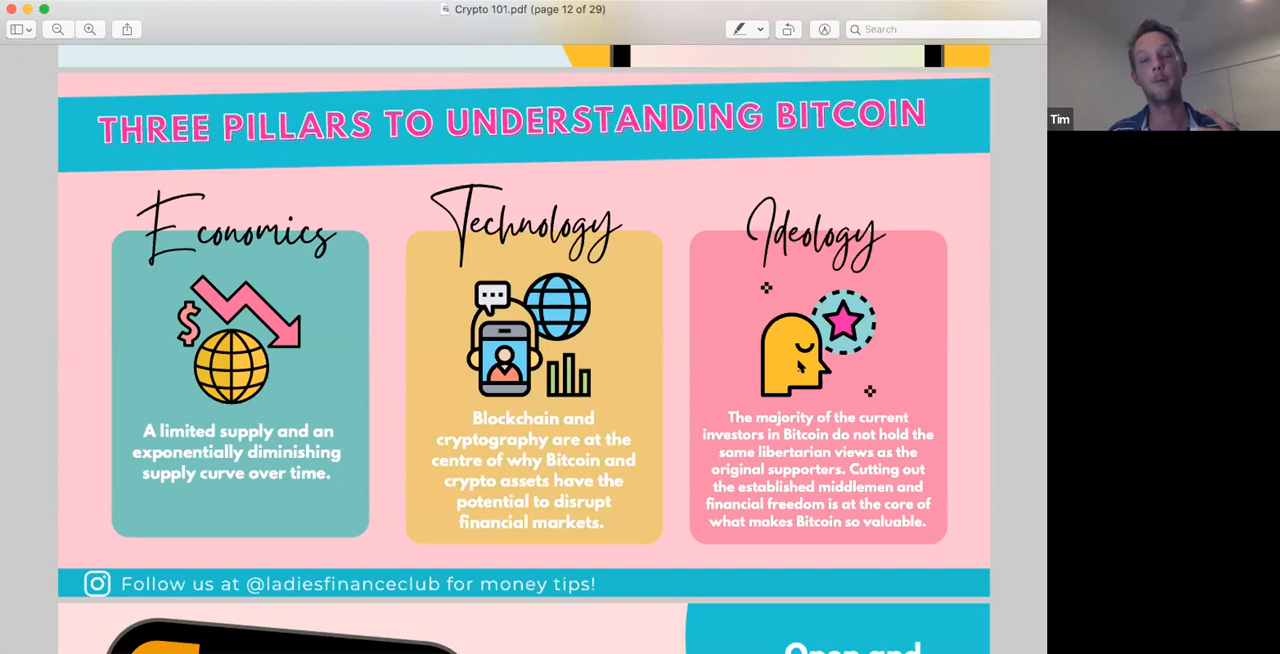 Crypto 101.pdf (page 12 of 29)
Search
THREE PILLARS TO UNDERSTANDING BITCOIN
Economics
A limited supply and an
exponentially diminishing
supply curve over time.
Technology
Blockchain and
cryptography are at the
centre of why Bitcoin and
crypto assets have the
potential to disrupt
financial markets.
Ideology
The majority of the current
investors in Bitcoin do not hold the
same libertarian views as the
original supporters. Cutting out
the established middlemen and
financial freedom is at the core of
what makes Bitcoin so valuable.
Follow us at @ladiesfinanceclub for money tips!
Open and
Tim